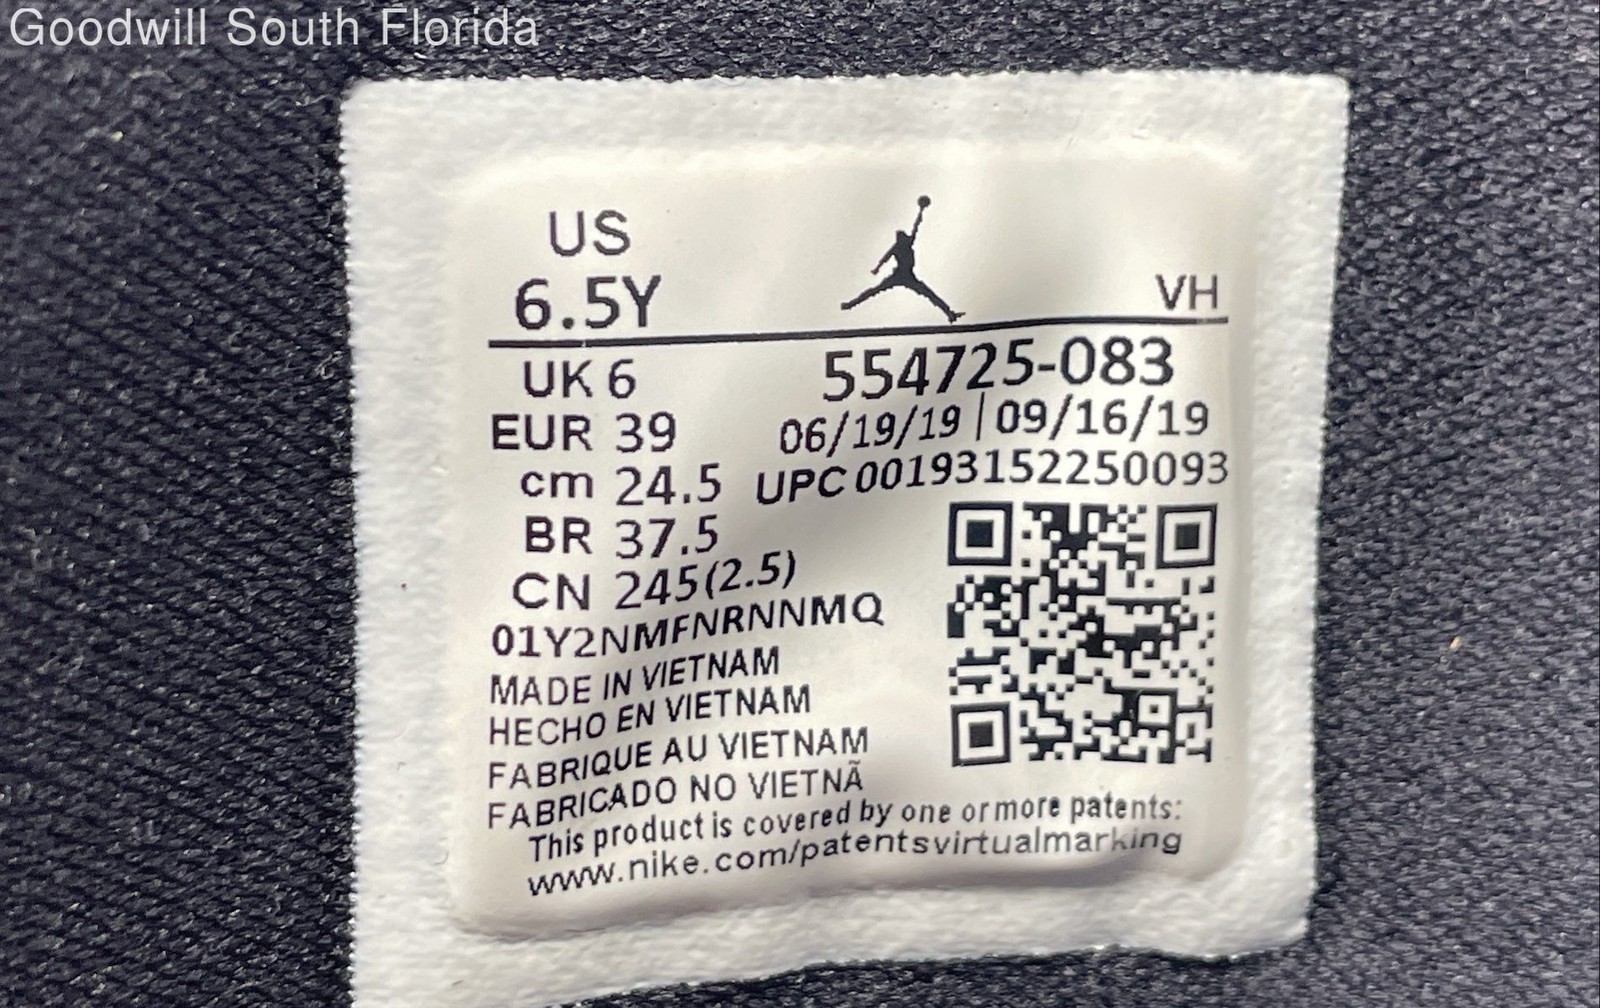 Goodwill South Florida
US
6.5Y
VH
UK 6
554725-083
EUR 39
06/19/19 | 09/16/19
cm 24.5
UPC 00193152250093
BR 37.5
CN 245(2.5)
01Y2NMFNRNNMQ
MADE IN VIETNAM
HECHO EN VIETNAM
FABRIQUE AU VIETNAM
FABRICADO NO VIETNÃ
This product is covered by one or more patents:
www.nike.com/patentsvirtualmarking